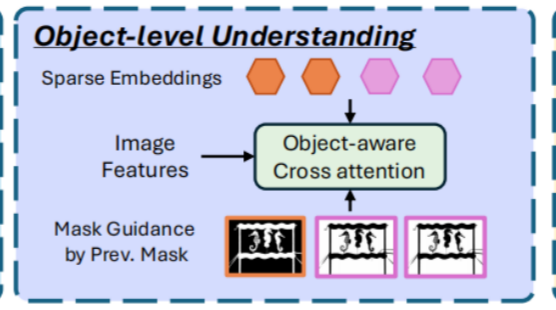 Object-level Understanding
Sparse Embeddings
Image
Features
Object-aware
Cross attention
Mask Guidance
by Prev. Mask